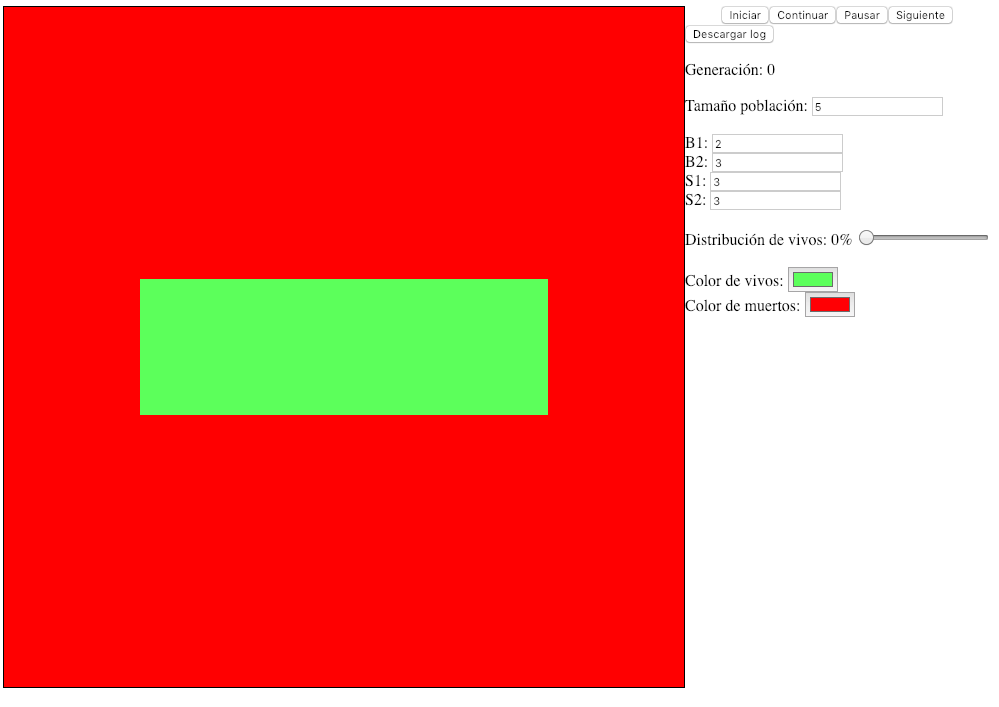 Iniciar Continuar Pausar Siguiente
Descargar log
Generación: 0
Tamaño población: 5
B1: 2
B2: 3
S1: 3
S2: 3
Distribución de vivos: 0%
Color de vivos:
Color de muertos: